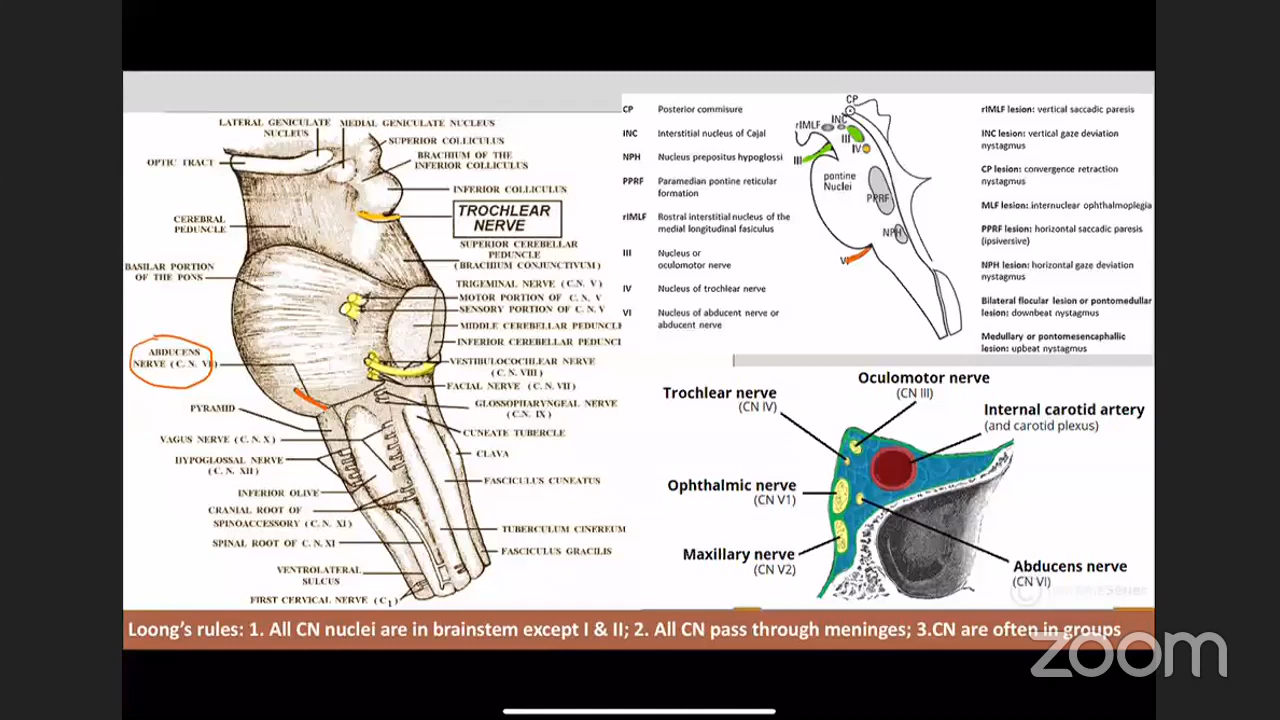 LATERAL GENICULATE
NUCLEUS
MEDIAL GENICULATE NUCLEUS
SUPERIOR COLLICULUS
OPTIC TRACT
BRACHIUM OF THE
INFERIOR COLLICULUS
INFERIOR COLLICULUS
TROCHLEAR
NERVE
CEREBRAL
PEDUNCLE
SUPERIOR CEREBELLAR
PEDUNCLE
(BRACHIUM CONJUNCTIVUM)
BASILAR PORTION
OF THE PONS
TRIGEMINAL NERVE (C.N. V)
MOTOR PORTION OF C.N. V
SENSORY PORTION OF C.N. V
MIDDLE CEREBELLAR PEDUNCLE
INFERIOR CEREBELLAR PEDUNCI
ABDUCENS
NERVE (C.N. VI)
VESTIBULOCOCHLEAR NERVE
(C.N. VIII)
FACIAL NERVE (C.N. VII)
GLOSSOPHARYNGEAL NERVE
(C.N. IX)
PYRAMID
CUNEATE TUBERCLE
VAGUS NERVE (C.N. X)
CLAVA
HYPOGLOSSAL NERVE
(C.N. XII)
FASCICULUS CUNEATUS
INFERIOR OLIVE
CRANIAL ROOT OF
SPINOACCESSORY (C.N. XI)
TUBERCULUM CINEREUM
SPINAL ROOT OF C.N. XI
FASCICULUS GRACILIS
VENTROLATERAL
SULCUS
FIRST CERVICAL NERVE (C1)
CP Posterior commisure
INC Interstitial nucleus of Cajal
NPH Nucleus prepositus hypoglossi
PPRF Paramedian pontine reticular
formation
rIMLF Rostral interstitial nucleus of the
medial longitudinal fasiculus
III Nucleus or
oculomotor nerve
IV Nucleus of trochlear nerve
VI Nucleus of abducent nerve or
abducent nerve
CP
rIMLF
INC
III
IV
III
pontine
Nuclei
PPRF
NPH
VI
rIMLF lesion: vertical saccadic paresis
INC lesion: vertical gaze deviation
nystagmus
CP lesion: convergence retraction
nystagmus
MLF lesion: internuclear ophthalmoplegia
PPRF lesion: horizontal saccadic paresis
(ipsiversive)
NPH lesion: horizontal gaze deviation
nystagmus
Bilateral flocular lesion or pontomedullar
lesion: downbeat nystagmus
Medullary or pontomesencephallic
lesion: upbeat nystagmus
Trochlear nerve
(CN IV)
Oculomotor nerve
(CN III)
Internal carotid artery
(and carotid plexus)
Ophthalmic nerve
(CN V1)
Maxillary nerve
(CN V2)
Abducens nerve
(CN VI)
Loong's rules: 1. All CN nuclei are in brainstem except I & II; 2. All CN pass through meninges; 3.CN are often in groups
zoom